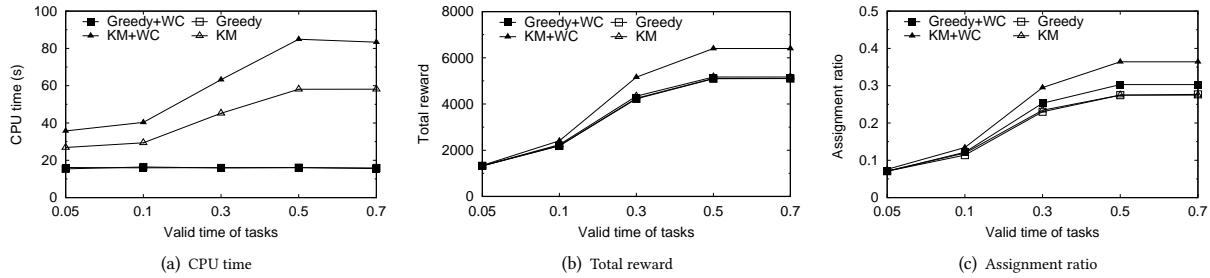 Greedy+WC
Greedy
KM+WC
KM
CPU time (s)
100
80
60
40
20
0
0.05 0.1 0.3 0.5 0.7
Valid time of tasks
(a) CPU time
Greedy+WC
Greedy
KM+WC
KM
Total reward
8000
6000
4000
2000
0
0.05 0.1 0.3 0.5 0.7
Valid time of tasks
(b) Total reward
Greedy+WC
Greedy
KM+WC
KM
Assignment ratio
0.5
0.4
0.3
0.2
0.1
0
0.05 0.1 0.3 0.5 0.7
Valid time of tasks
(c) Assignment ratio